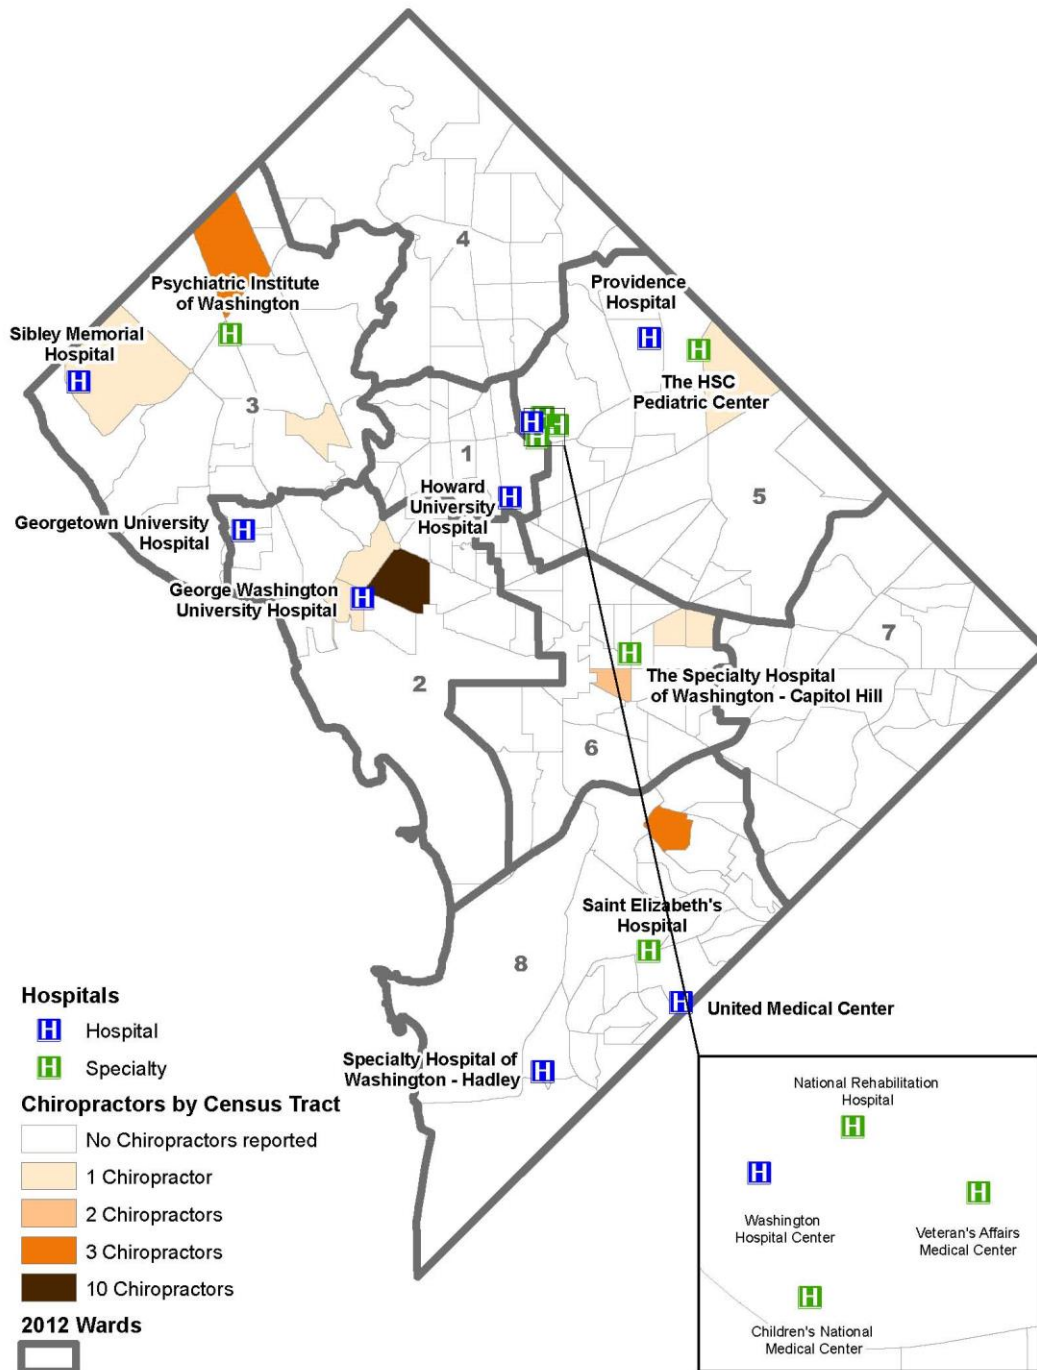 4
Psychiatric Institute
of Washington
H
Providence
Hospital
H
Sibley Memorial
Hospital
H
H
The HSC
Pediatric Center
3
H
H
H
H
1
5
Howard
University
Hospital
H
Georgetown University
Hospital
H
George Washington
University Hospital
H
7
H
The Specialty Hospital
of Washington - Capitol Hill
2
6
Saint Elizabeth's
Hospital
H
8
H
United Medical Center
Specialty Hospital of
Washington - Hadley
H
Hospitals
H Hospital
H Specialty
Chiropractors by Census Tract
No Chiropractors reported
1 Chiropractor
2 Chiropractors
3 Chiropractors
10 Chiropractors
2012 Wards
National Rehabilitation
Hospital
H
H
Washington
Hospital Center
H
Veteran's Affairs
Medical Center
H
Children's National
Medical Center